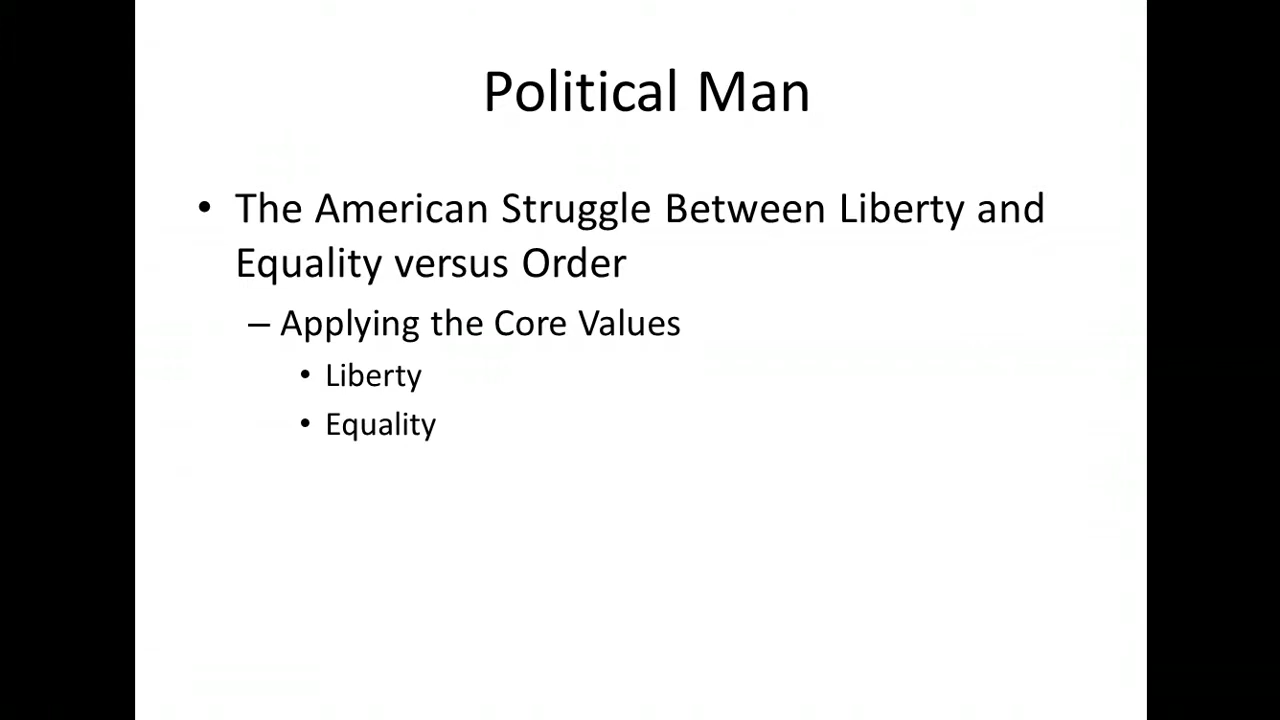 Political Man
• The American Struggle Between Liberty and
Equality versus Order
– Applying the Core Values
• Liberty
• Equality